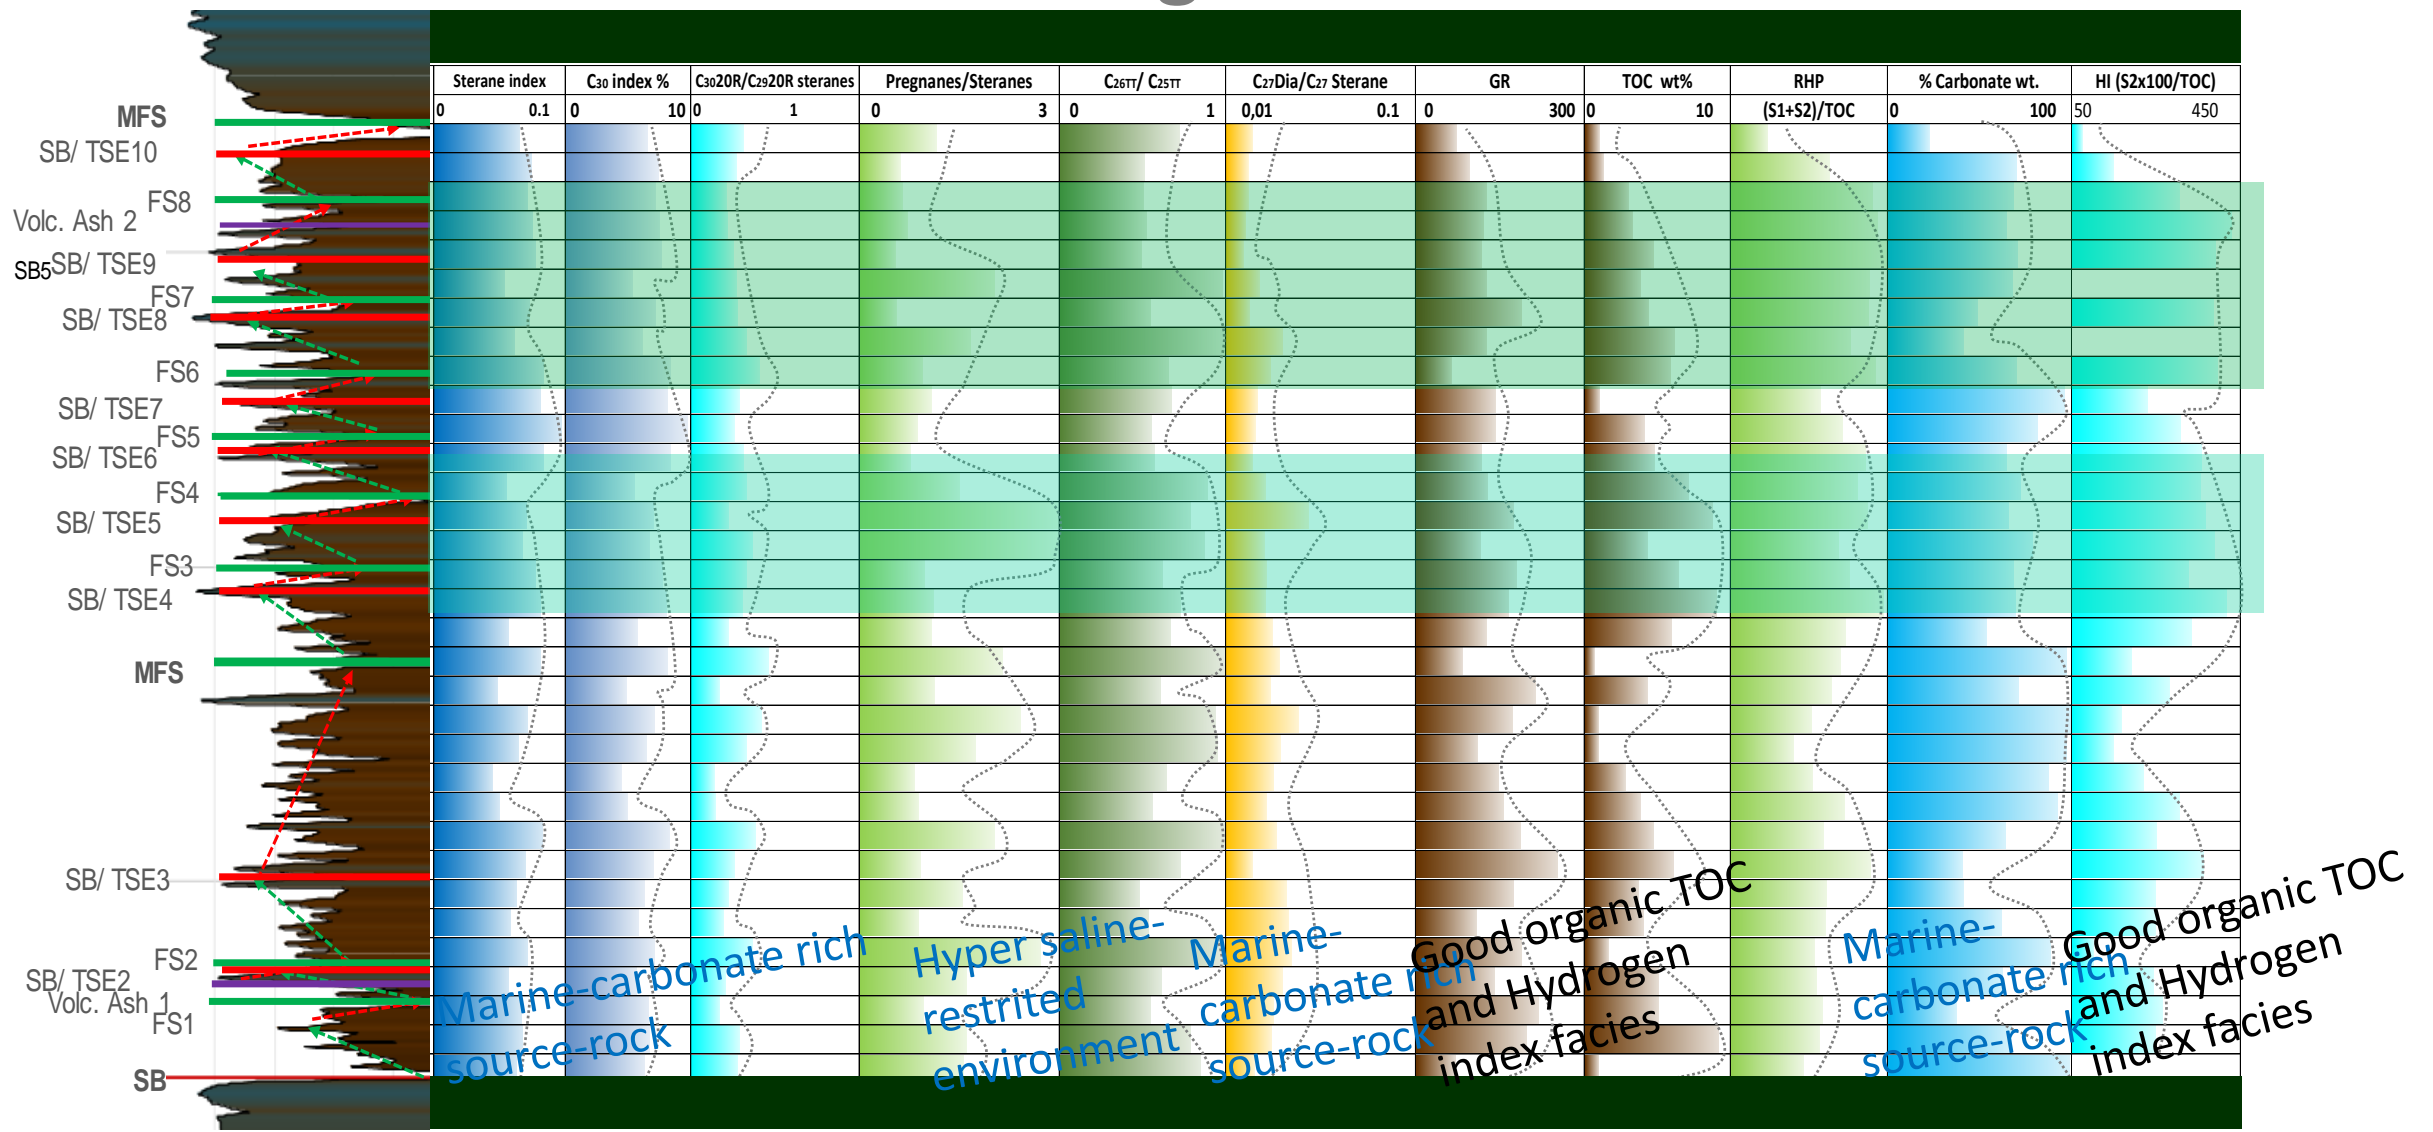 Sterane index
C30 index %
C3020R/C2920R steranes
Pregnanes/Steranes
C26TT/ C25TT
C27Dia/C27 Sterane
GR
TOC wt%
RHP
% Carbonate wt.
HI (S2x100/TOC)
0 0.1
0 10
0 1
0 3
0 1
0,01 0.1
0 300
0 10
(S1+S2)/TOC
0 100
50 450
MFS
SB/ TSE10
FS8
Volc. Ash 2
SB5
SB/ TSE9
FS7
SB/ TSE8
FS6
SB/ TSE7
FS5
SB/ TSE6
FS4
SB/ TSE5
FS3
SB/ TSE4
MFS
SB/ TSE3
FS2
SB/ TSE2
Volc. Ash 1
FS1
SB
Marine-carbonate rich
source-rock
Hyper saline-
restrited
environment
Marine-
carbonate rich
source-rock
Good organic TOC
and Hydrogen
index facies
Marine-
carbonate rich
source-rock
Good organic TOC
and Hydrogen
index facies